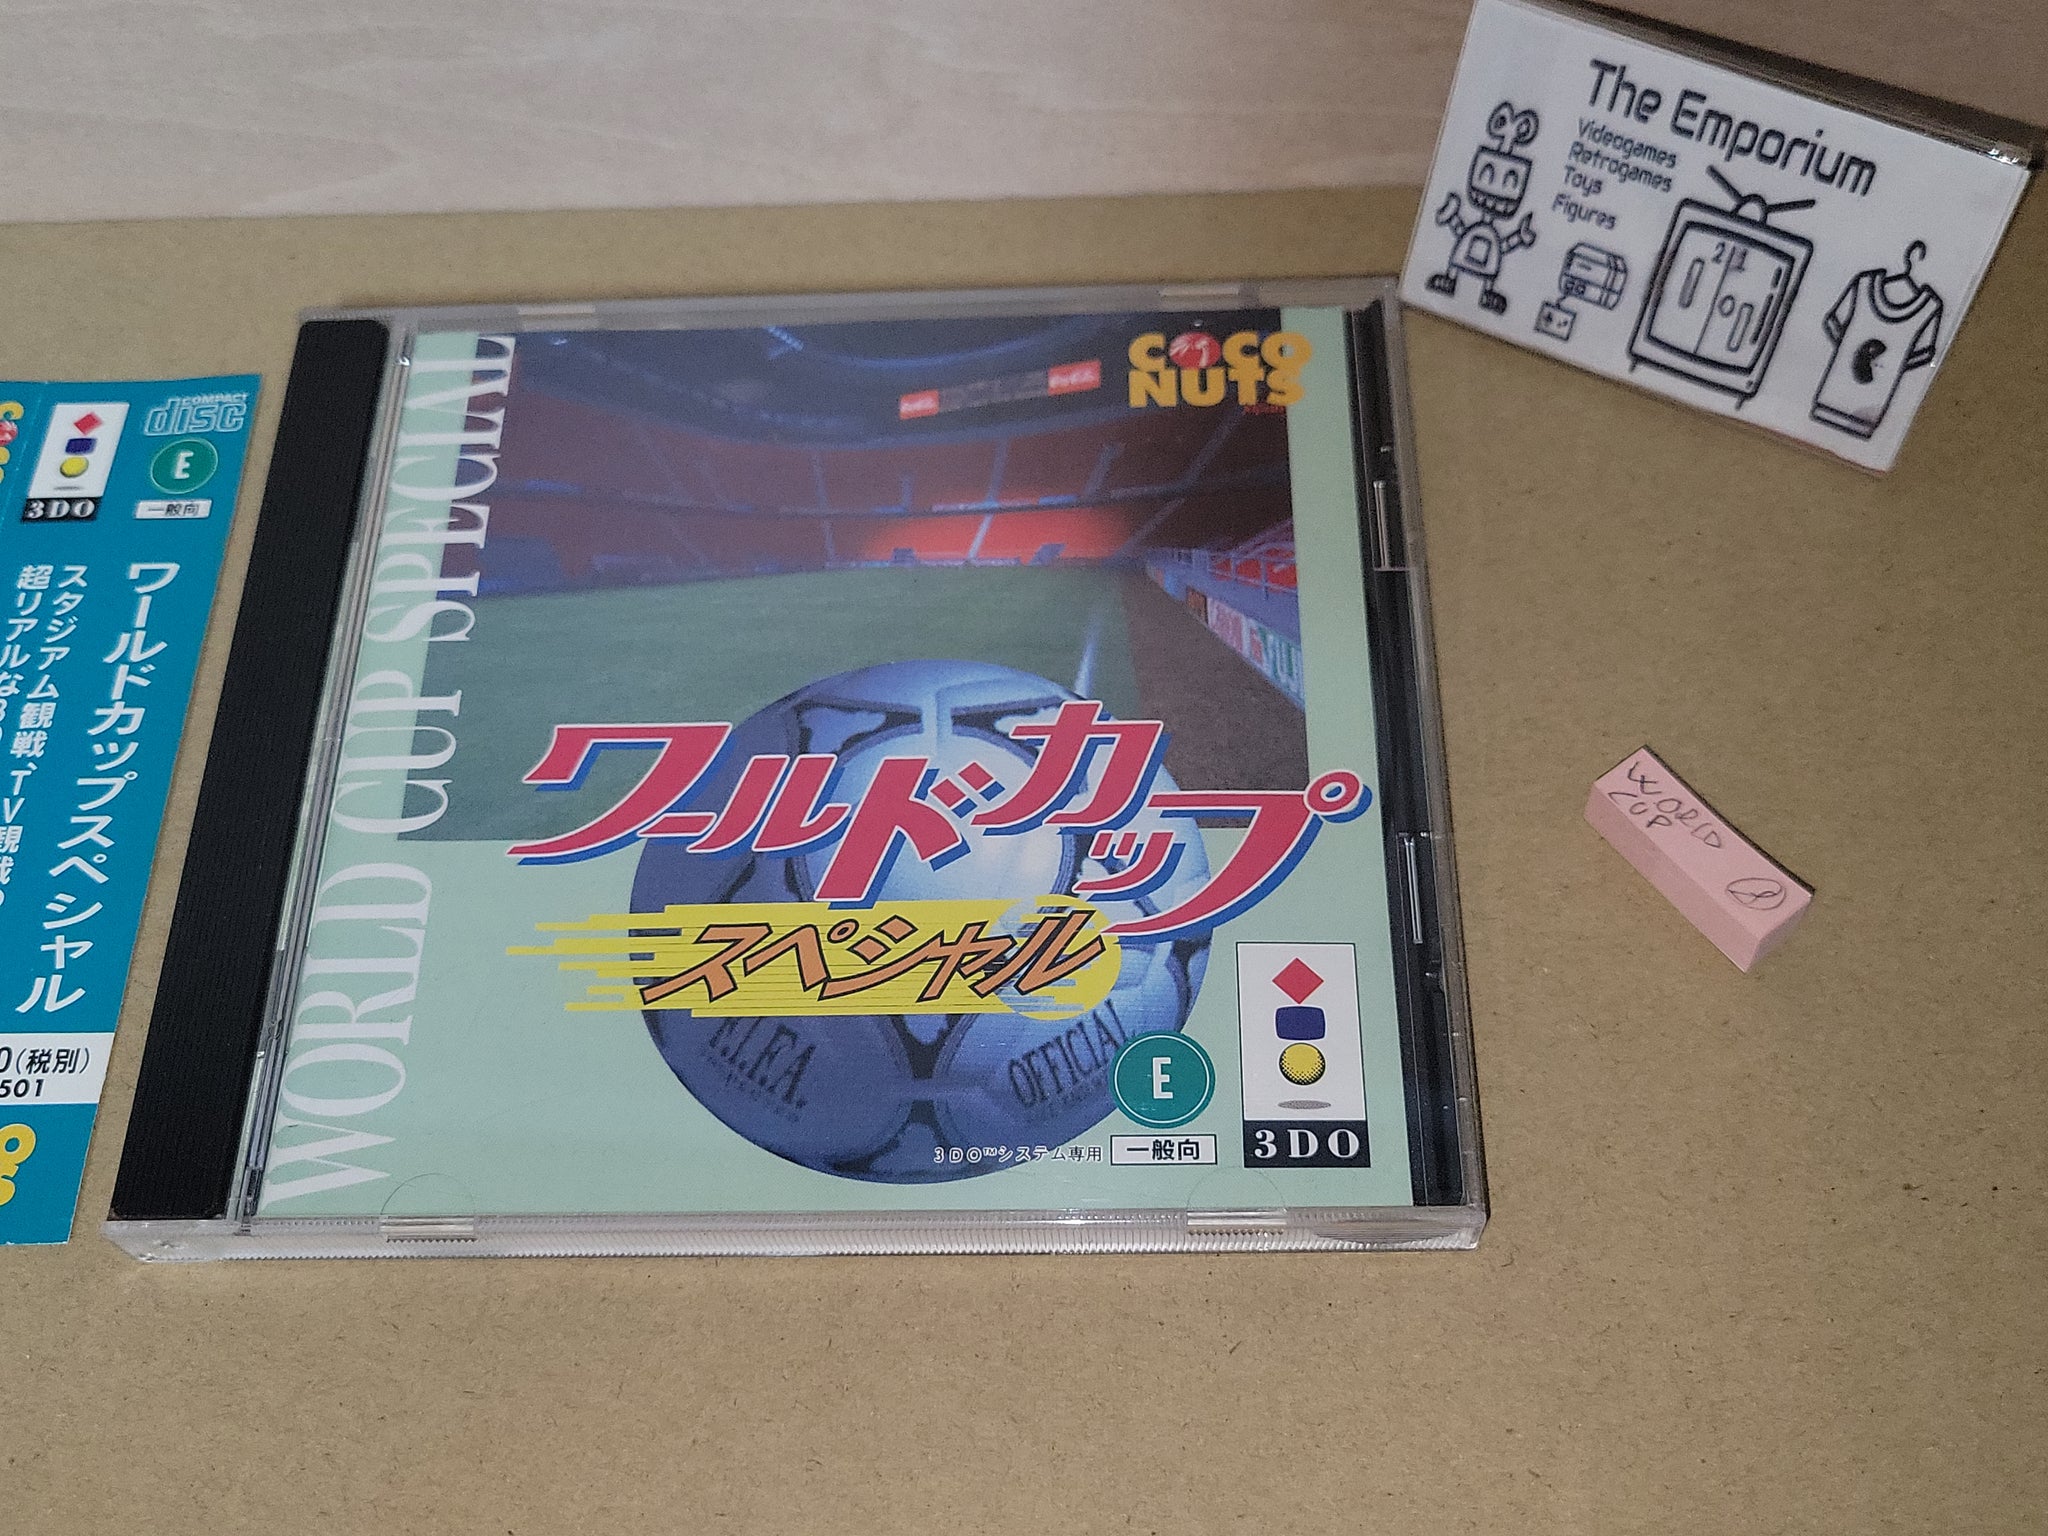 The Emporium
Videogames
Retrogames
Toys
Figures
21
COMPACT
disc
E
一般向
3DO
ワールドカップスペシャル
スタジアム観戦、TV観戦
超リアルな3
(税別)
501
WORLD CUP SPECIAL
COCO
NUTS
ワールドカップ
スペシャル
F.I.F.A.
OFFICIAL
E
3DO™システム専用
一般向
3DO
WORLD
CUP
8